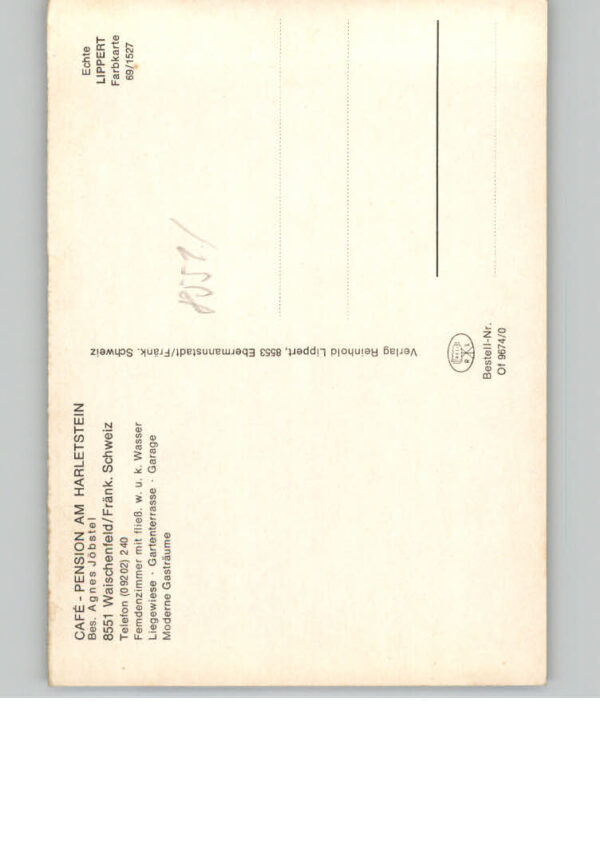 CAFÉ - PENSION AM HARLETSTEIN
Bes. Agnes Jöbstel
8551 Waischenfeld/Fränk. Schweiz
Telefon (09202) 240
Femdenzimmer mit fließ. w. u. k. Wasser
Liegewiese · Gartenterrasse · Garage
Moderne Gasträume
Verlag Reinhold Lippert, 8553 Ebermannstadt/Fränk. Schweiz
Echte
LIPPERT
Farbkarte
69/1527
8551/
Bestell-Nr.
Of 9674/0